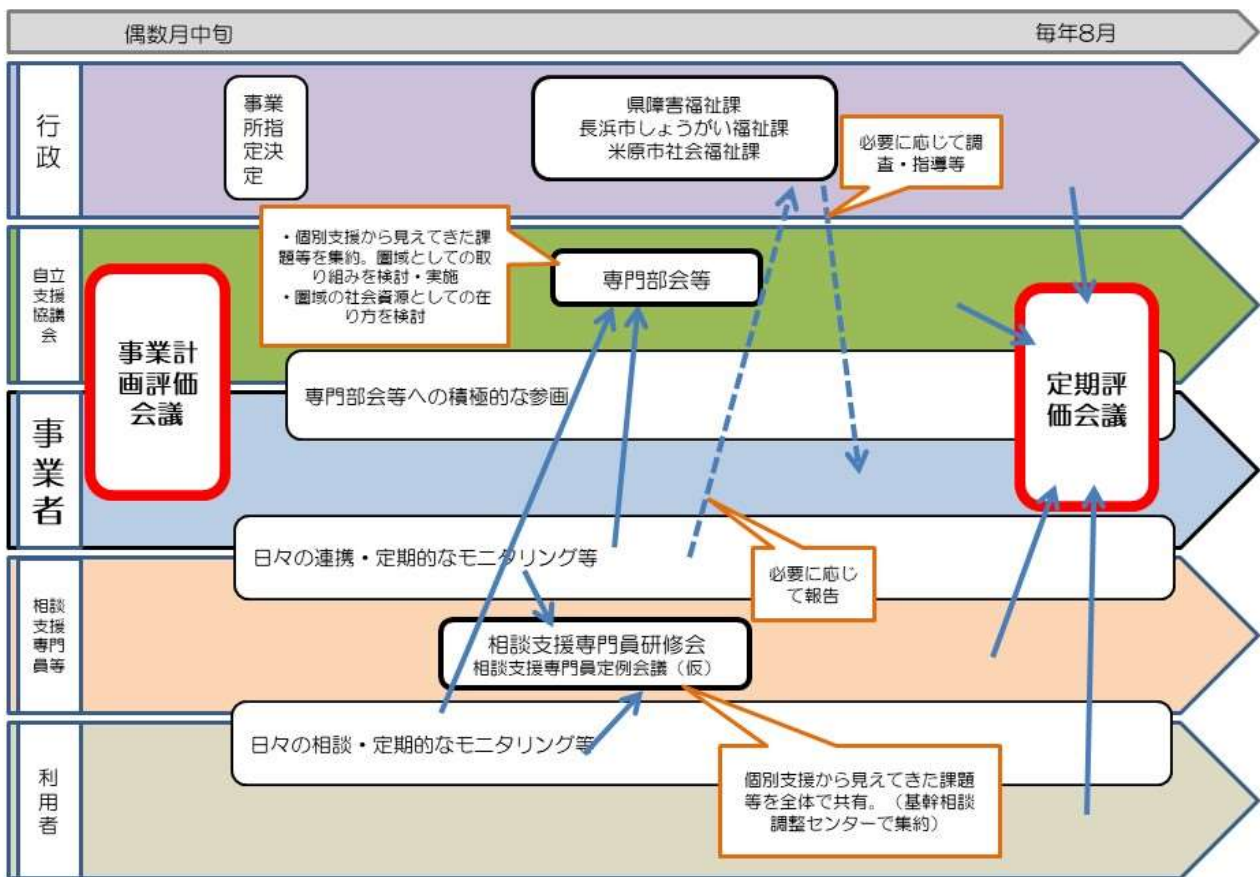 偶数月中旬
毎年8月
行政
事業
所指
定決
定
県障害福祉課
長浜市しょうがい福祉課
米原市社会福祉課
必要に応じて調
査・指導等
自立
支援
協議
会
・個別支援から見えてきた課
題等を集約。圏域としての取
り組みを検討・実施
・圏域の社会資源としての在
り方を検討
専門部会等
事業計
画評価
会議
専門部会等への積極的な参画
定期評
価会議
事業者
日々の連携・定期的なモニタリング等
必要に応じ
て報告
相談
支援
専門
員等
相談支援専門員研修会
相談支援専門員定例会議（仮）
日々の相談・定期的なモニタリング等
個別支援から見えてきた課題
等を全体で共有。（基幹相談
調整センターで集約）
利用者